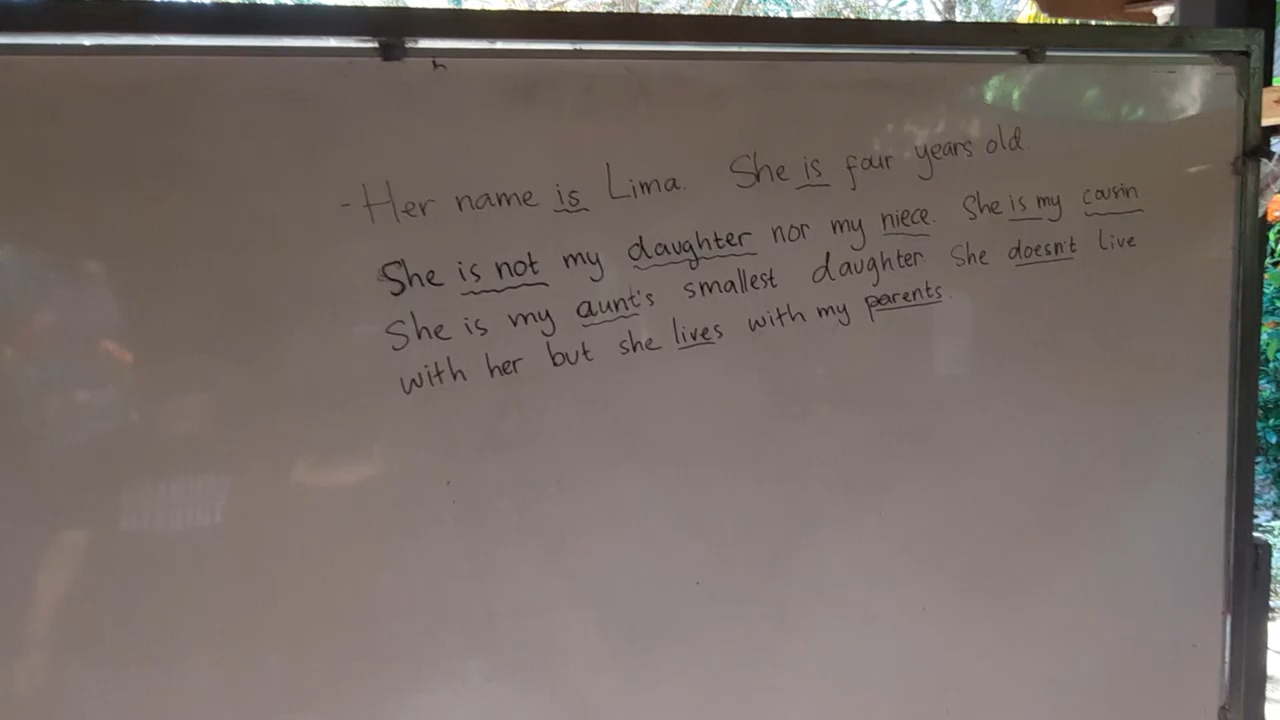 - Her name is Lima. She is four years old
She is not my daughter nor my niece. She is my cousin
She is my aunt's smallest daughter. She doesn't live
with her but she lives with my parents.